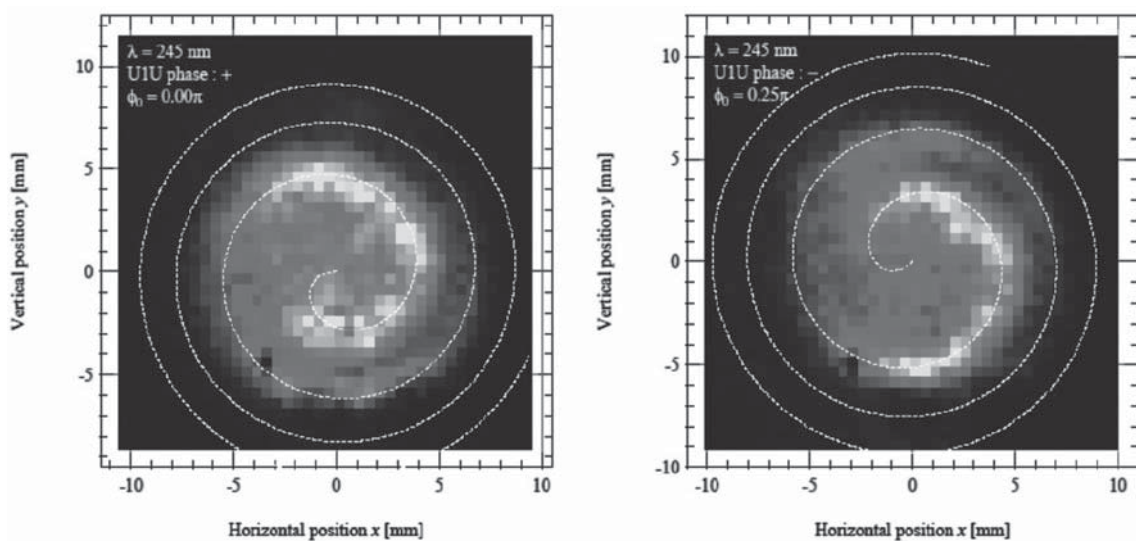 λ = 245 nm
U1U phase : +
ϕ₀ = 0.00π
10
5
0
-5
-10
-5
0
5
10
Vertical position y [mm]
Horizontal position x [mm]
λ = 245 nm
U1U phase : −
ϕ₀ = 0.25π
10
5
0
-5
-10
-10
-5
0
5
10
Vertical position y [mm]
Horizontal position x [mm]